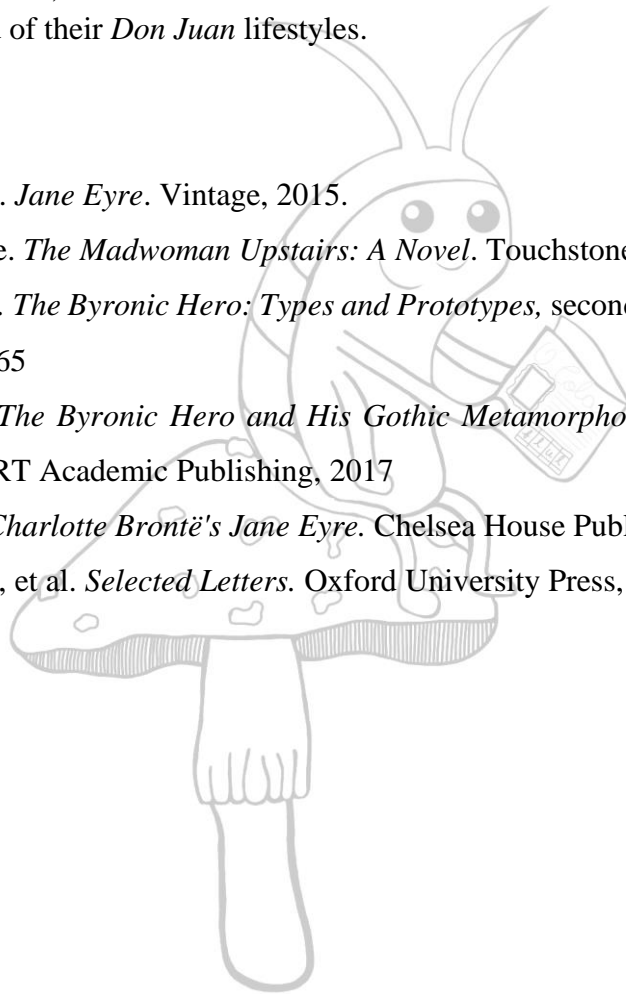 of their Don Juan lifestyles.
. Jane Eyre. Vintage, 2015.
e. The Madwoman Upstairs: A Novel. Touchstone
. The Byronic Hero: Types and Prototypes, secon
65
The Byronic Hero and His Gothic Metamorpho
RT Academic Publishing, 2017
Charlotte Brontë's Jane Eyre. Chelsea House Publ
, et al. Selected Letters. Oxford University Press,